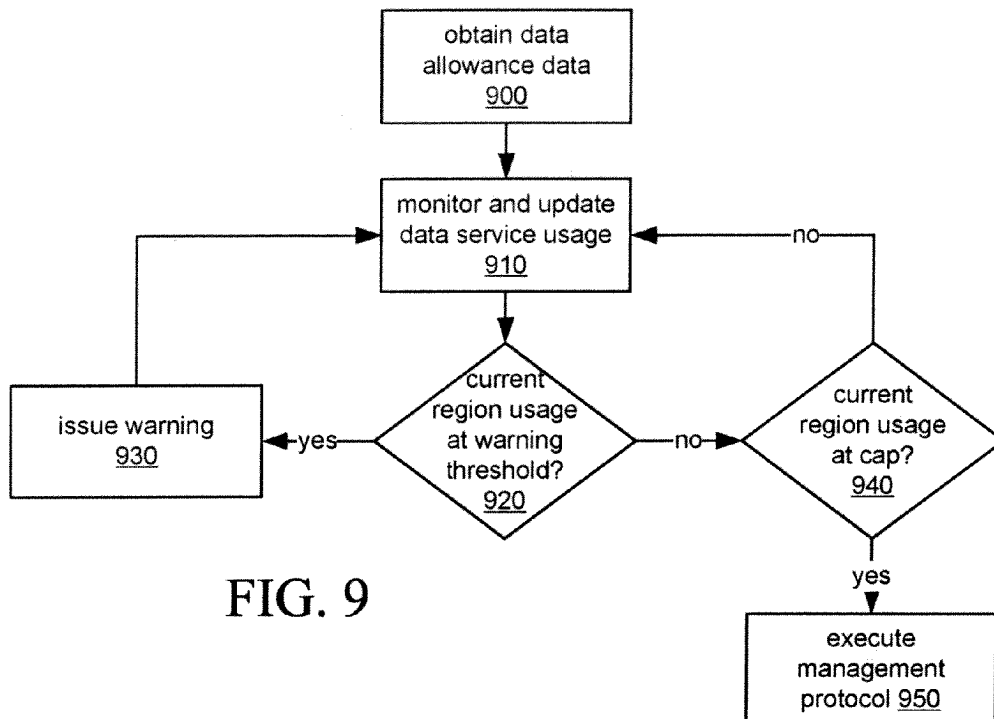 obtain data
allowance data
900
monitor and update
data service usage
910
no
current
region usage
at warning
threshold?
920
issue warning
930
yes
no
current
region usage
at cap?
940
yes
execute
management
protocol 950
FIG. 9